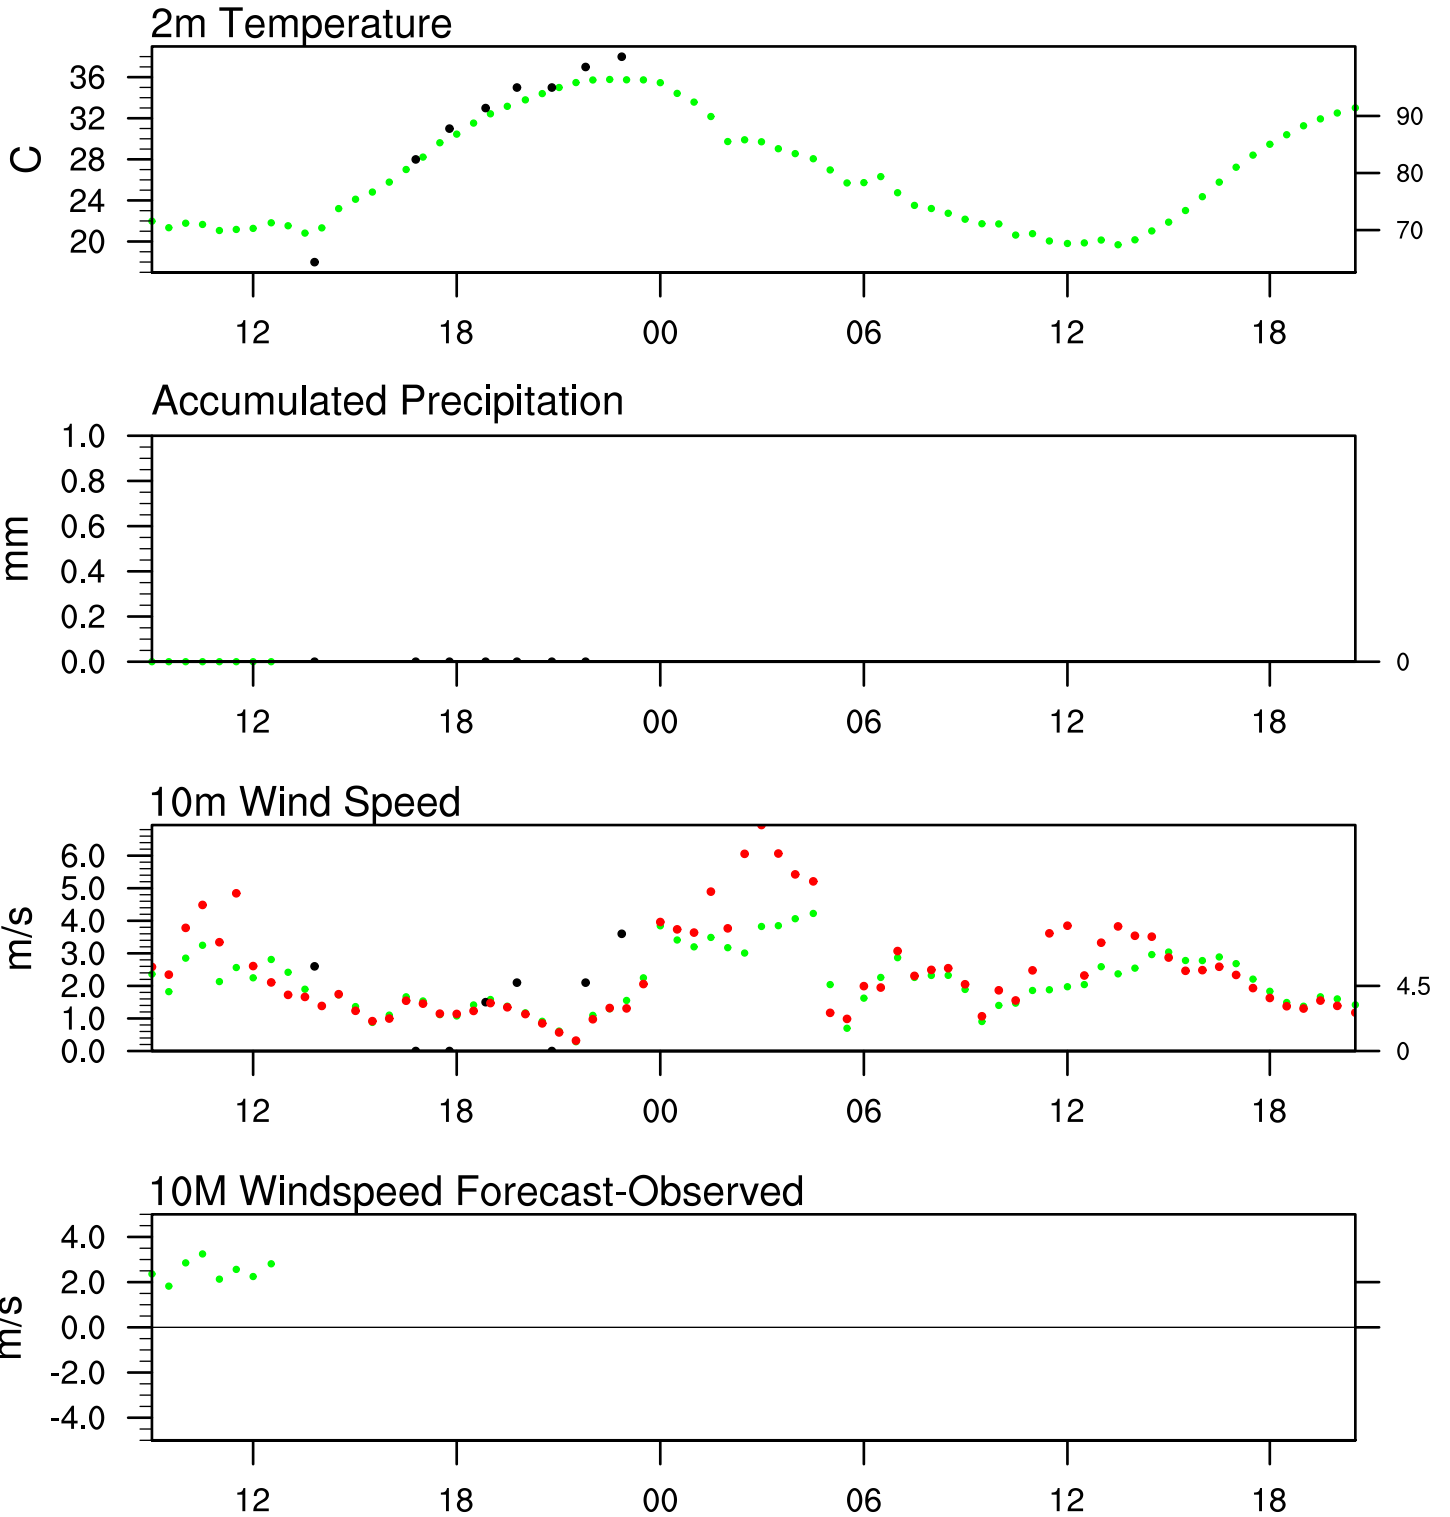 2m Temperature
36
32
28
24
20
C
90
80
70
12 18 00 06 12 18
Accumulated Precipitation
1.0
0.8
0.6
0.4
0.2
0.0
mm
0
12 18 00 06 12 18
10m Wind Speed
6.0
5.0
4.0
3.0
2.0
1.0
0.0
m/s
4.5
0
12 18 00 06 12 18
10M Windspeed Forecast-Observed
4.0
2.0
0.0
-2.0
-4.0
m/s
12 18 00 06 12 18